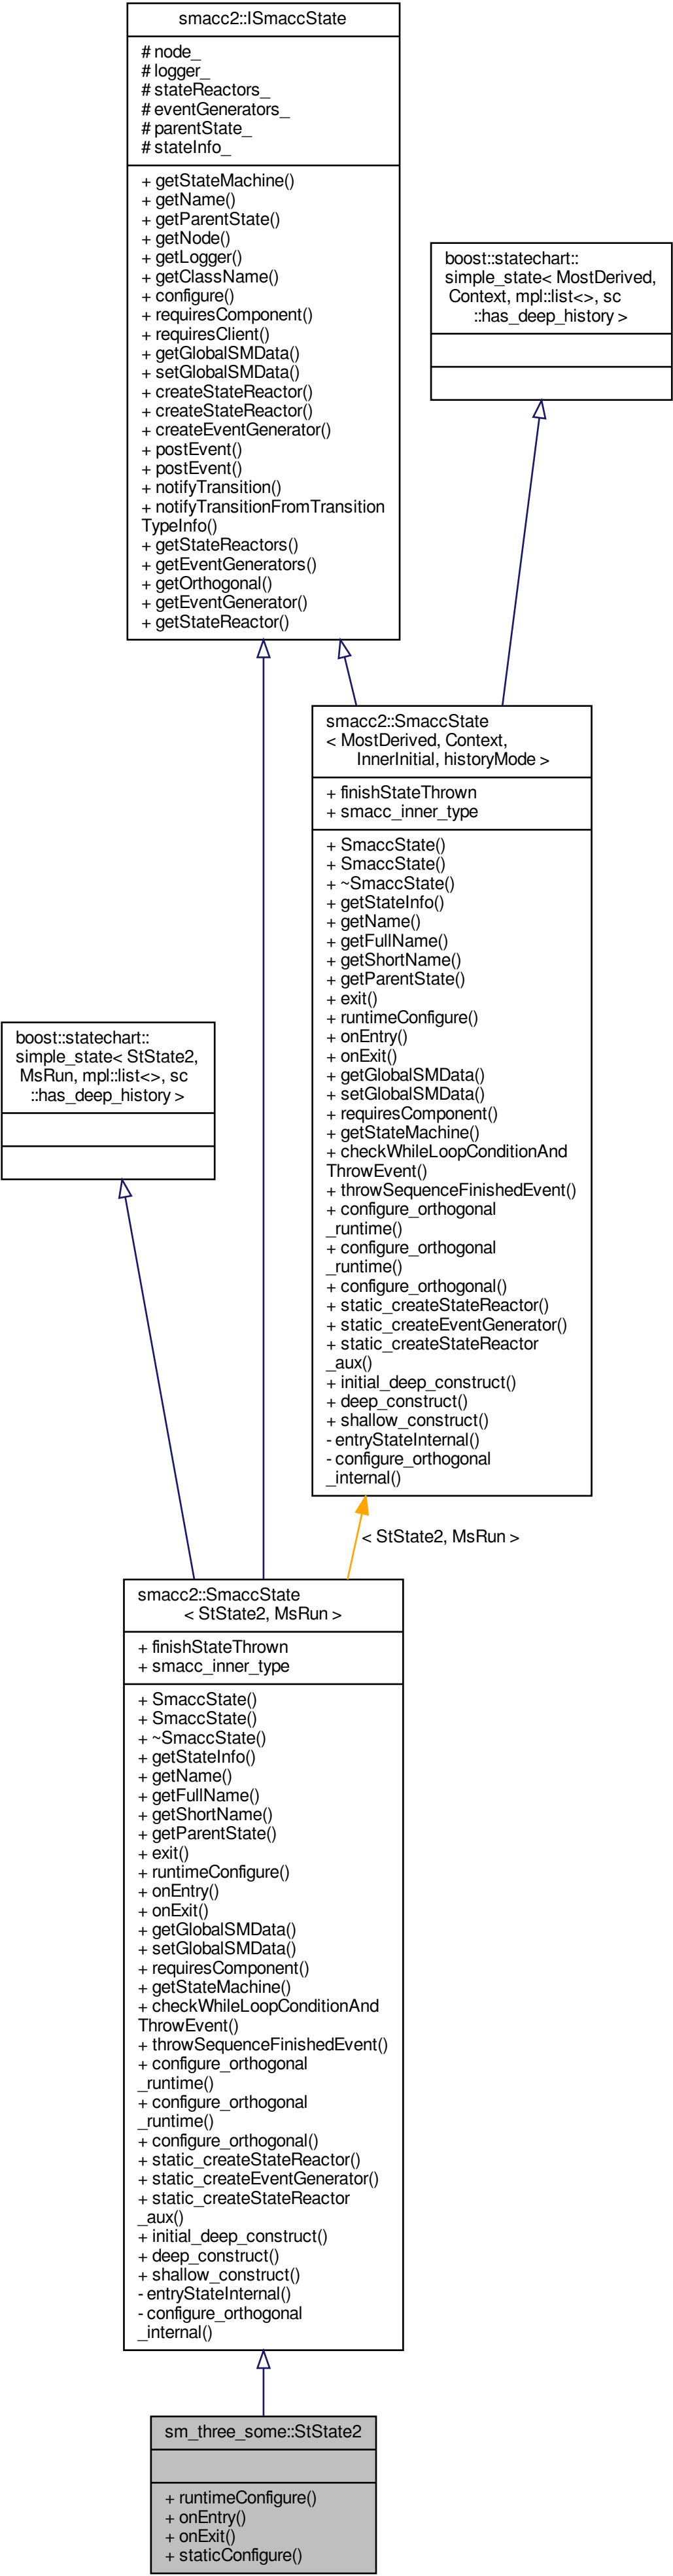 smacc2::ISmaccState
# node_
# logger_
# stateReactors_
# eventGenerators_
# parentState_
# stateInfo_
+ getStateMachine()
+ getName()
+ getParentState()
+ getNode()
+ getLogger()
+ getClassName()
+ configure()
+ requiresComponent()
+ requiresClient()
+ getGlobalSMData()
+ setGlobalSMData()
+ createStateReactor()
+ createStateReactor()
+ createEventGenerator()
+ postEvent()
+ postEvent()
+ notifyTransition()
+ notifyTransitionFromTransition
TypeInfo()
+ getStateReactors()
+ getEventGenerators()
+ getOrthogonal()
+ getEventGenerator()
+ getStateReactor()
boost::statechart::
simple_state< MostDerived,
Context, mpl::list<>, sc
::has_deep_history >
smacc2::SmaccState
< MostDerived, Context,
InnerInitial, historyMode >
+ finishStateThrown
+ smacc_inner_type
+ SmaccState()
+ SmaccState()
+ ~SmaccState()
+ getStateInfo()
+ getName()
+ getFullName()
+ getShortName()
+ getParentState()
+ exit()
+ runtimeConfigure()
+ onEntry()
+ onExit()
+ getGlobalSMData()
+ setGlobalSMData()
+ requiresComponent()
+ getStateMachine()
+ checkWhileLoopConditionAnd
ThrowEvent()
+ throwSequenceFinishedEvent()
+ configure_orthogonal
_runtime()
+ configure_orthogonal
_runtime()
+ configure_orthogonal()
+ static_createStateReactor()
+ static_createEventGenerator()
+ static_createStateReactor
_aux()
+ initial_deep_construct()
+ deep_construct()
+ shallow_construct()
- entryStateInternal()
- configure_orthogonal
_internal()
boost::statechart::
simple_state< StState2,
MsRun, mpl::list<>, sc
::has_deep_history >
< StState2, MsRun >
smacc2::SmaccState
< StState2, MsRun >
+ finishStateThrown
+ smacc_inner_type
+ SmaccState()
+ SmaccState()
+ ~SmaccState()
+ getStateInfo()
+ getName()
+ getFullName()
+ getShortName()
+ getParentState()
+ exit()
+ runtimeConfigure()
+ onEntry()
+ onExit()
+ getGlobalSMData()
+ setGlobalSMData()
+ requiresComponent()
+ getStateMachine()
+ checkWhileLoopConditionAnd
ThrowEvent()
+ throwSequenceFinishedEvent()
+ configure_orthogonal
_runtime()
+ configure_orthogonal
_runtime()
+ configure_orthogonal()
+ static_createStateReactor()
+ static_createEventGenerator()
+ static_createStateReactor
_aux()
+ initial_deep_construct()
+ deep_construct()
+ shallow_construct()
- entryStateInternal()
- configure_orthogonal
_internal()
sm_three_some::StState2
+ runtimeConfigure()
+ onEntry()
+ onExit()
+ staticConfigure()